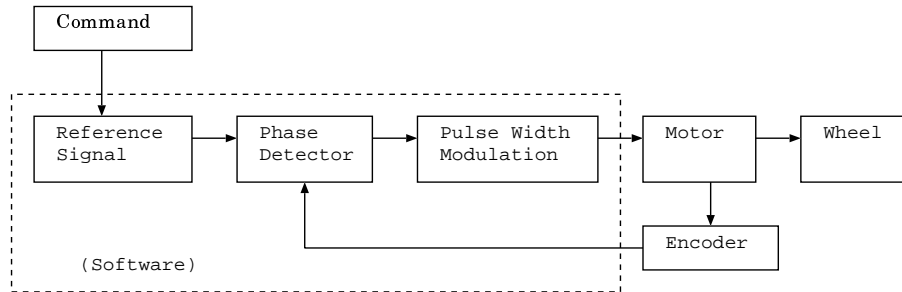 Command
Reference
Signal
Phase
Detector
Pulse Width
Modulation
Motor
Wheel
Encoder
(Software)